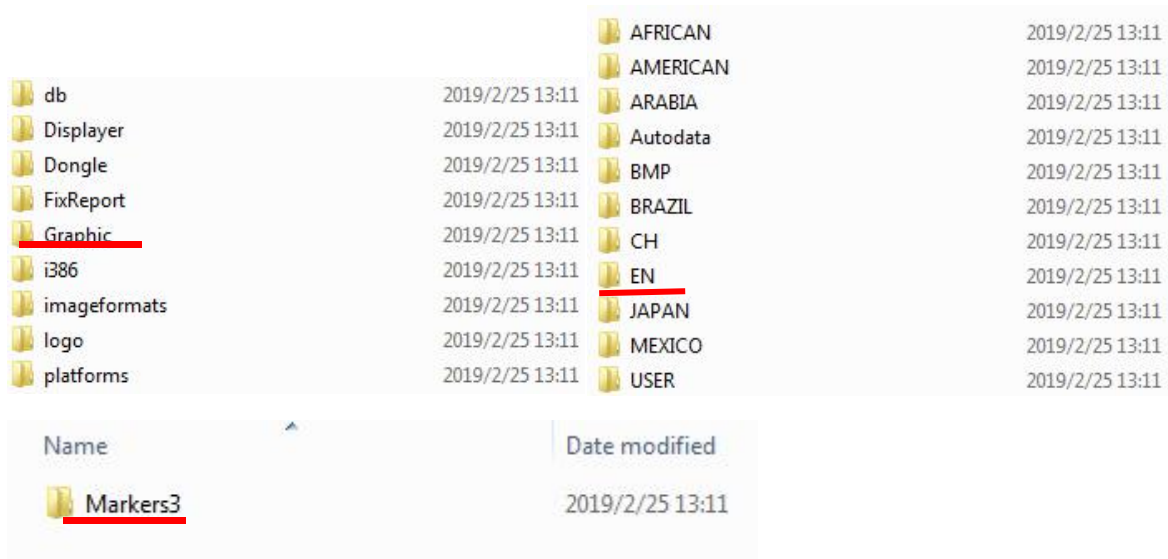 db 2019/2/25 13:11
Displayer 2019/2/25 13:11
Dongle 2019/2/25 13:11
FixReport 2019/2/25 13:11
Graphic 2019/2/25 13:11
i386 2019/2/25 13:11
imageformats 2019/2/25 13:11
logo 2019/2/25 13:11
platforms 2019/2/25 13:11
AFRICAN 2019/2/25 13:11
AMERICAN 2019/2/25 13:11
ARABIA 2019/2/25 13:11
Autodata 2019/2/25 13:11
BMP 2019/2/25 13:11
BRAZIL 2019/2/25 13:11
CH 2019/2/25 13:11
EN 2019/2/25 13:11
JAPAN 2019/2/25 13:11
MEXICO 2019/2/25 13:11
USER 2019/2/25 13:11
Name Date modified
Markers3 2019/2/25 13:11